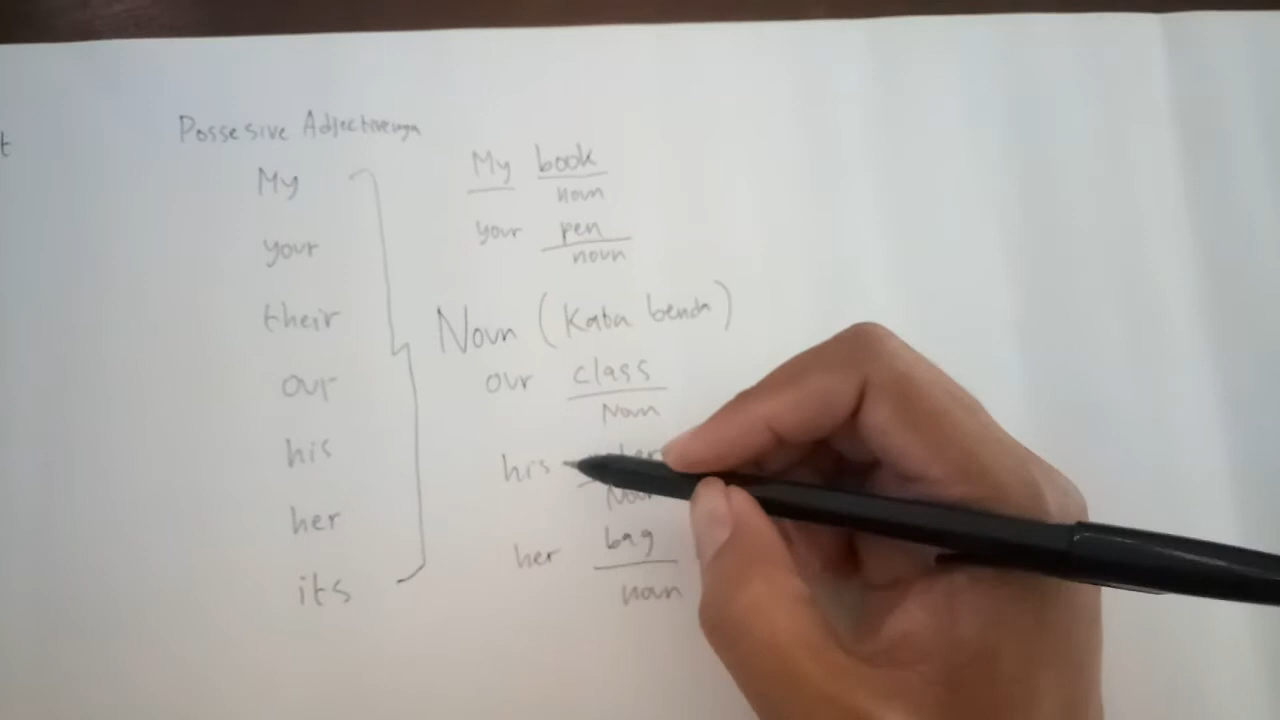 Possesive Adjectivenya
My
your
their
our
his
her
its
My book
noun
your pen
noun
Noun (Kata benda)
our class
Noun
his
her bag
noun